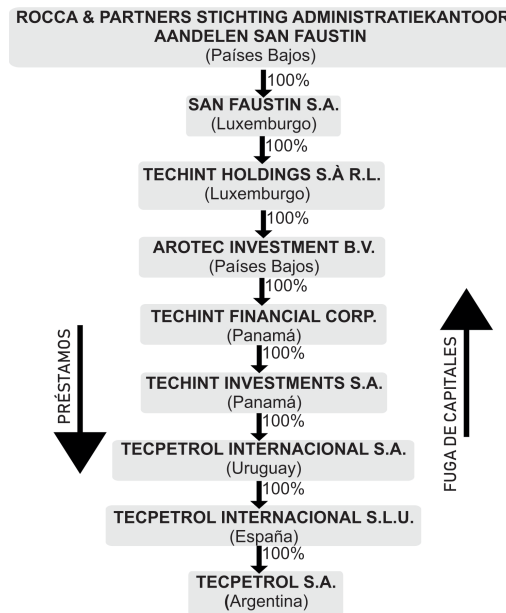 ROCCA & PARTNERS STICHTING ADMINISTRATIEKANTOOR
AANDELEN SAN FAUSTIN
(Países Bajos)
100%
SAN FAUSTIN S.A.
(Luxemburgo)
100%
TECHINT HOLDINGS S.À R.L.
(Luxemburgo)
100%
AROTEC INVESTMENT B.V.
(Países Bajos)
100%
TECHINT FINANCIAL CORP.
(Panamá)
100%
TECHINT INVESTMENTS S.A.
(Panamá)
100%
TECPETROL INTERNACIONAL S.A.
(Uruguay)
100%
TECPETROL INTERNACIONAL S.L.U.
(España)
100%
TECPETROL S.A.
(Argentina)
PRÉSTAMOS
FUGA DE CAPITALES